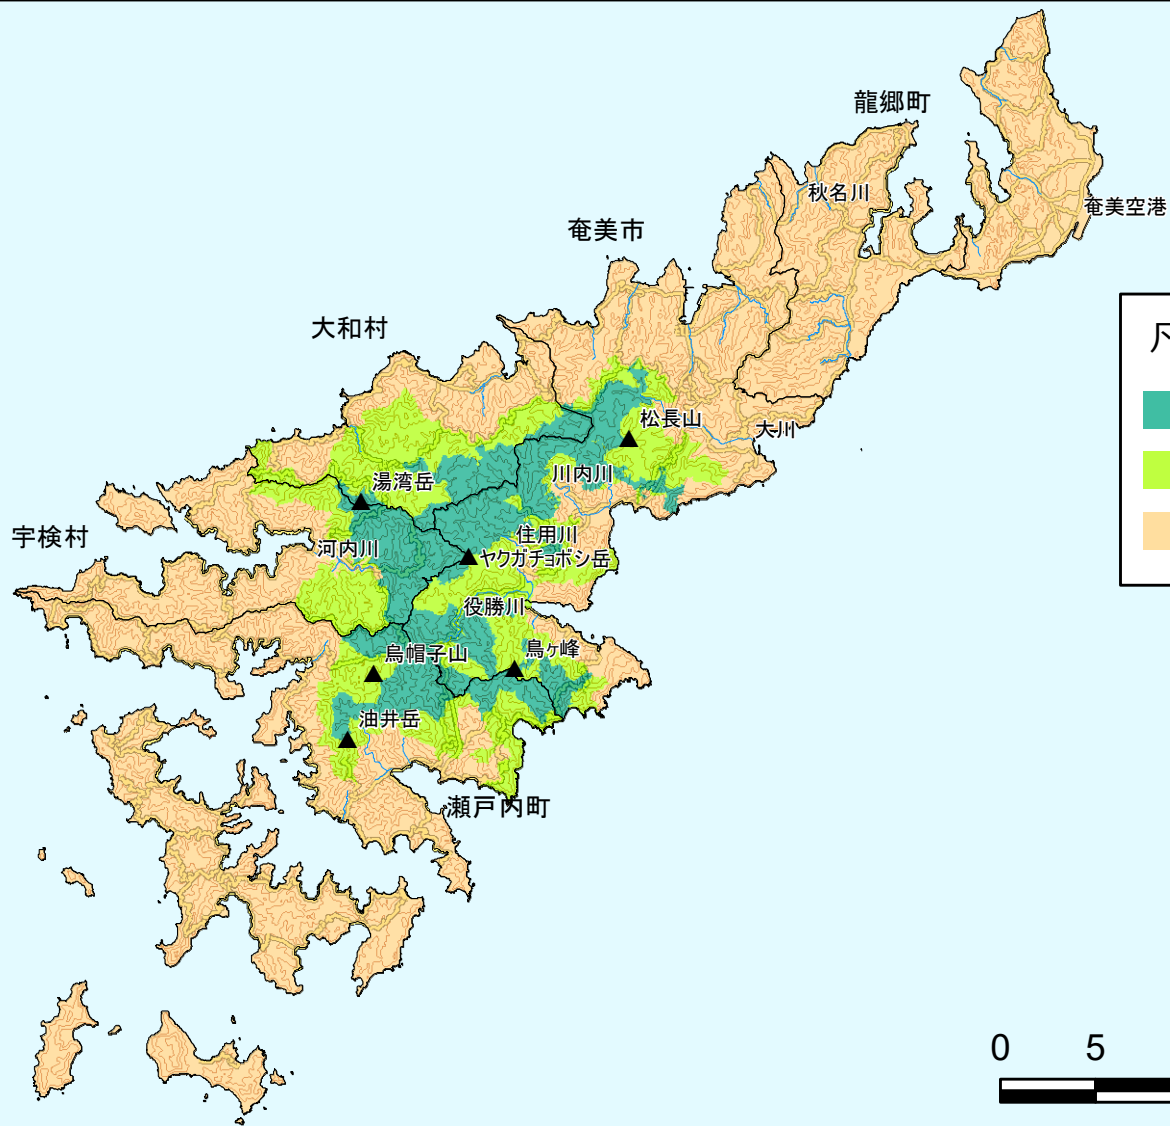 龍郷町
秋名川
奄美空港
奄美市
大和村
松長山
大川
川内川
湯湾岳
宇検村
住用川
河内川
ヤクガチョボシ岳
役勝川
烏帽子山
鳥ヶ峰
油井岳
瀬戸内町
0 5